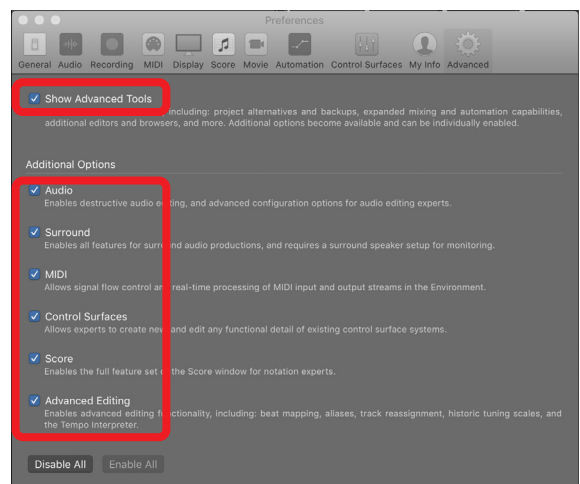 Preferences
General Audio Recording MIDI Display Score Movie Automation Control Surfaces My Info Advanced
Show Advanced Tools
including: project alternatives and backups, expanded mixing and automation capabilities,
additional editors and browsers, and more. Additional options become available and can be individually enabled.
Additional Options
Audio
Enables destructive audio editing, and advanced configuration options for audio editing experts.
Surround
Enables all features for surround audio productions, and requires a surround speaker setup for monitoring.
MIDI
Allows signal flow control and real-time processing of MIDI input and output streams in the Environment.
Control Surfaces
Allows experts to create new and edit any functional detail of existing control surface systems.
Score
Enables the full feature set of the Score window for notation experts.
Advanced Editing
Enables advanced editing functionality, including: beat mapping, aliases, track reassignment, historic tuning scales, and
the Tempo Interpreter.
Disable All Enable All